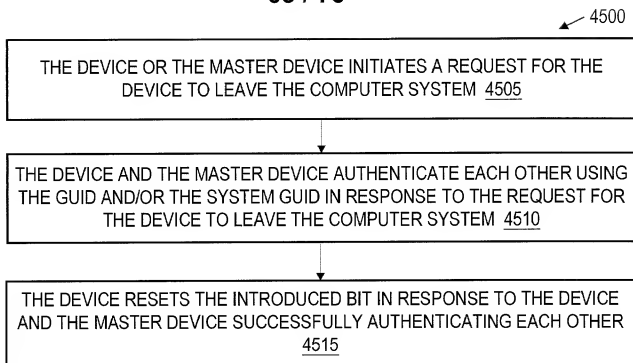 4500
THE DEVICE OR THE MASTER DEVICE INITIATES A REQUEST FOR THE
DEVICE TO LEAVE THE COMPUTER SYSTEM 4505
THE DEVICE AND THE MASTER DEVICE AUTHENTICATE EACH OTHER USING
THE GUID AND/OR THE SYSTEM GUID IN RESPONSE TO THE REQUEST FOR
THE DEVICE TO LEAVE THE COMPUTER SYSTEM 4510
THE DEVICE RESETS THE INTRODUCED BIT IN RESPONSE TO THE DEVICE
AND THE MASTER DEVICE SUCCESSFULLY AUTHENTICATING EACH OTHER
4515